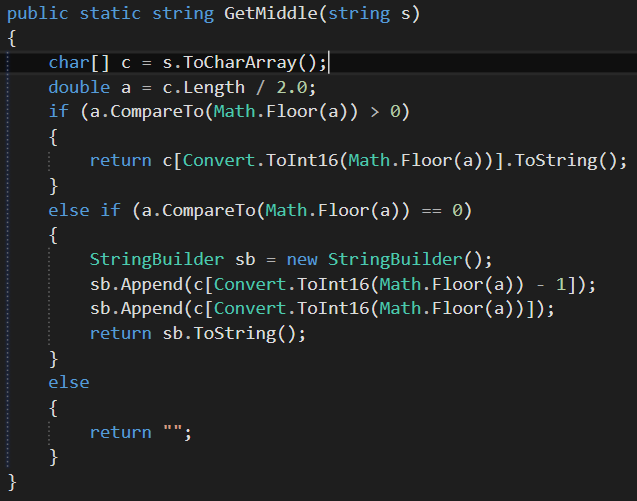 public static string GetMiddle(string s)
{
    char[] c = s.ToCharArray();
    double a = c.Length / 2.0;
    if (a.CompareTo(Math.Floor(a)) > 0)
    {
        return c[Convert.ToInt16(Math.Floor(a))].ToString();
    }
    else if (a.CompareTo(Math.Floor(a)) == 0)
    {
        StringBuilder sb = new StringBuilder();
        sb.Append(c[Convert.ToInt16(Math.Floor(a)) - 1]);
        sb.Append(c[Convert.ToInt16(Math.Floor(a))]);
        return sb.ToString();
    }
    else
    {
        return "";
    }
}